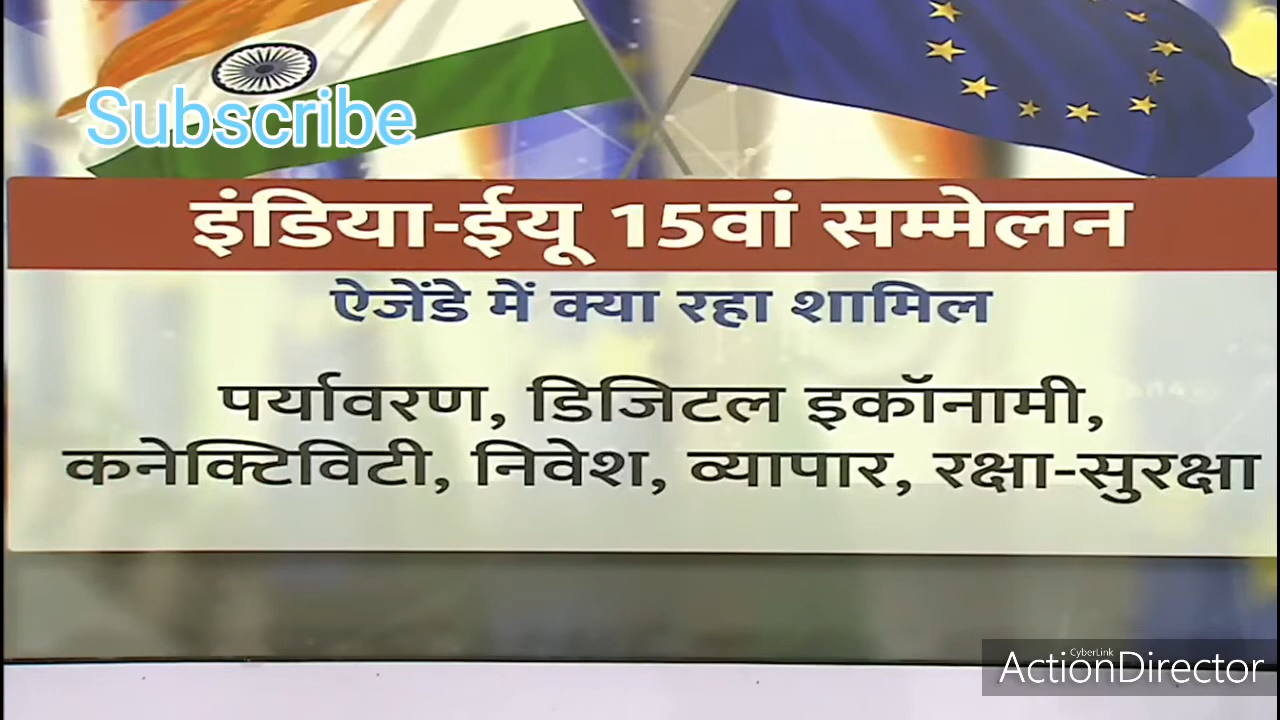 Subscribe
इंडिया-ईयू 15वां सम्मेलन
ऐजेंडे में क्या रहा शामिल
पर्यावरण, डिजिटल इकॉनामी,
कनेक्टिविटी, निवेश, व्यापार, रक्षा-सुरक्षा
CyberLink
ActionDirector